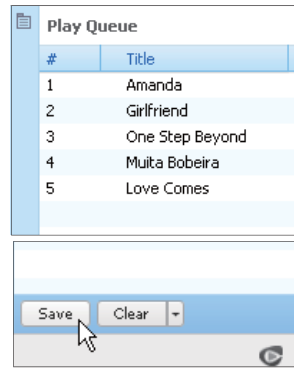 Play Queue
# Title
1 Amanda
2 Girlfriend
3 One Step Beyond
4 Muita Bobeira
5 Love Comes
Save Clear